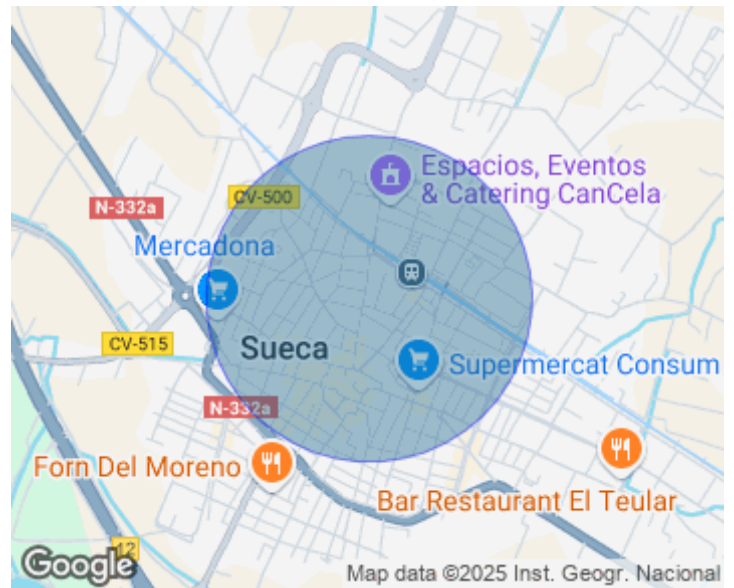 Espacios, Eventos
& Catering CanCela
CV-500
N-332a
Mercadona
CV-515
Sueca
Supermercat Consum
N-332a
Forn Del Moreno
Bar Restaurant El Teular
12
Google
Map data ©2025 Inst. Geogr. Nacional